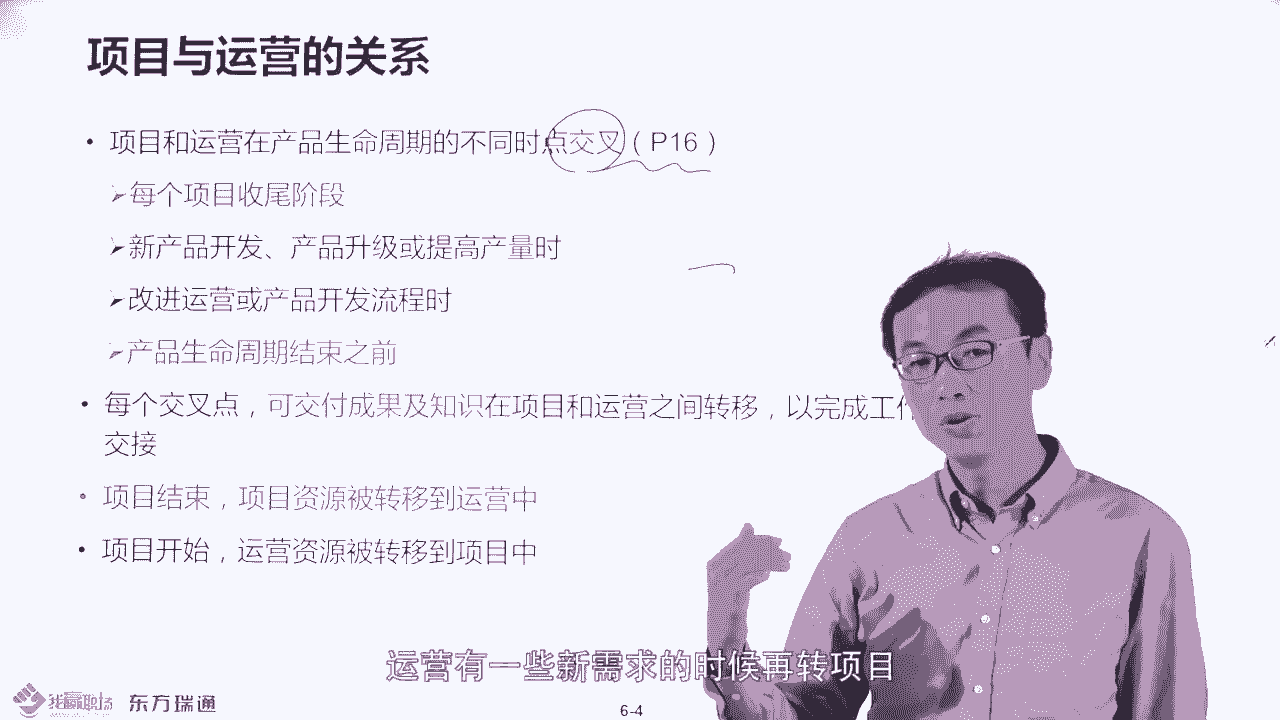 项目与运营的关系
• 项目和运营在产品生命周期的不同时点交叉（P16）
➢每个项目收尾阶段
➢新产品开发、产品升级或提高产量时
➢改进运营或产品开发流程时
➢产品生命周期结束之前
• 每个交叉点，可交付成果及知识在项目和运营之间转移，以完成工作
交接
• 项目结束，项目资源被转移到运营中
• 项目开始，运营资源被转移到项目中
运营有一些新需求的时候再转项目
我赢职场 东方瑞通
6-4